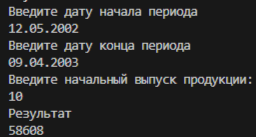 Введите дату начала периода
12.05.2002
Введите дату конца периода
09.04.2003
Введите начальный выпуск продукции:
10
Результат
58608